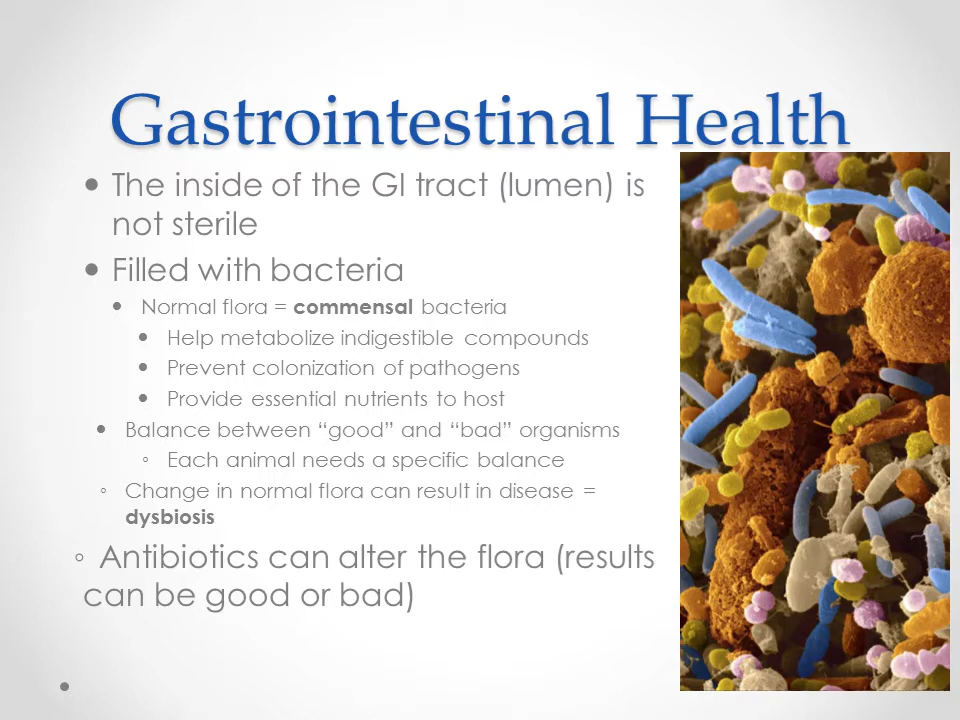 Gastrointestinal Health
• The inside of the GI tract (lumen) is
not sterile
• Filled with bacteria
• Normal flora = commensal bacteria
• Help metabolize indigestible compounds
• Prevent colonization of pathogens
• Provide essential nutrients to host
• Balance between “good” and “bad” organisms
◦ Each animal needs a specific balance
◦ Change in normal flora can result in disease =
dysbiosis
◦ Antibiotics can alter the flora (results
can be good or bad)
•